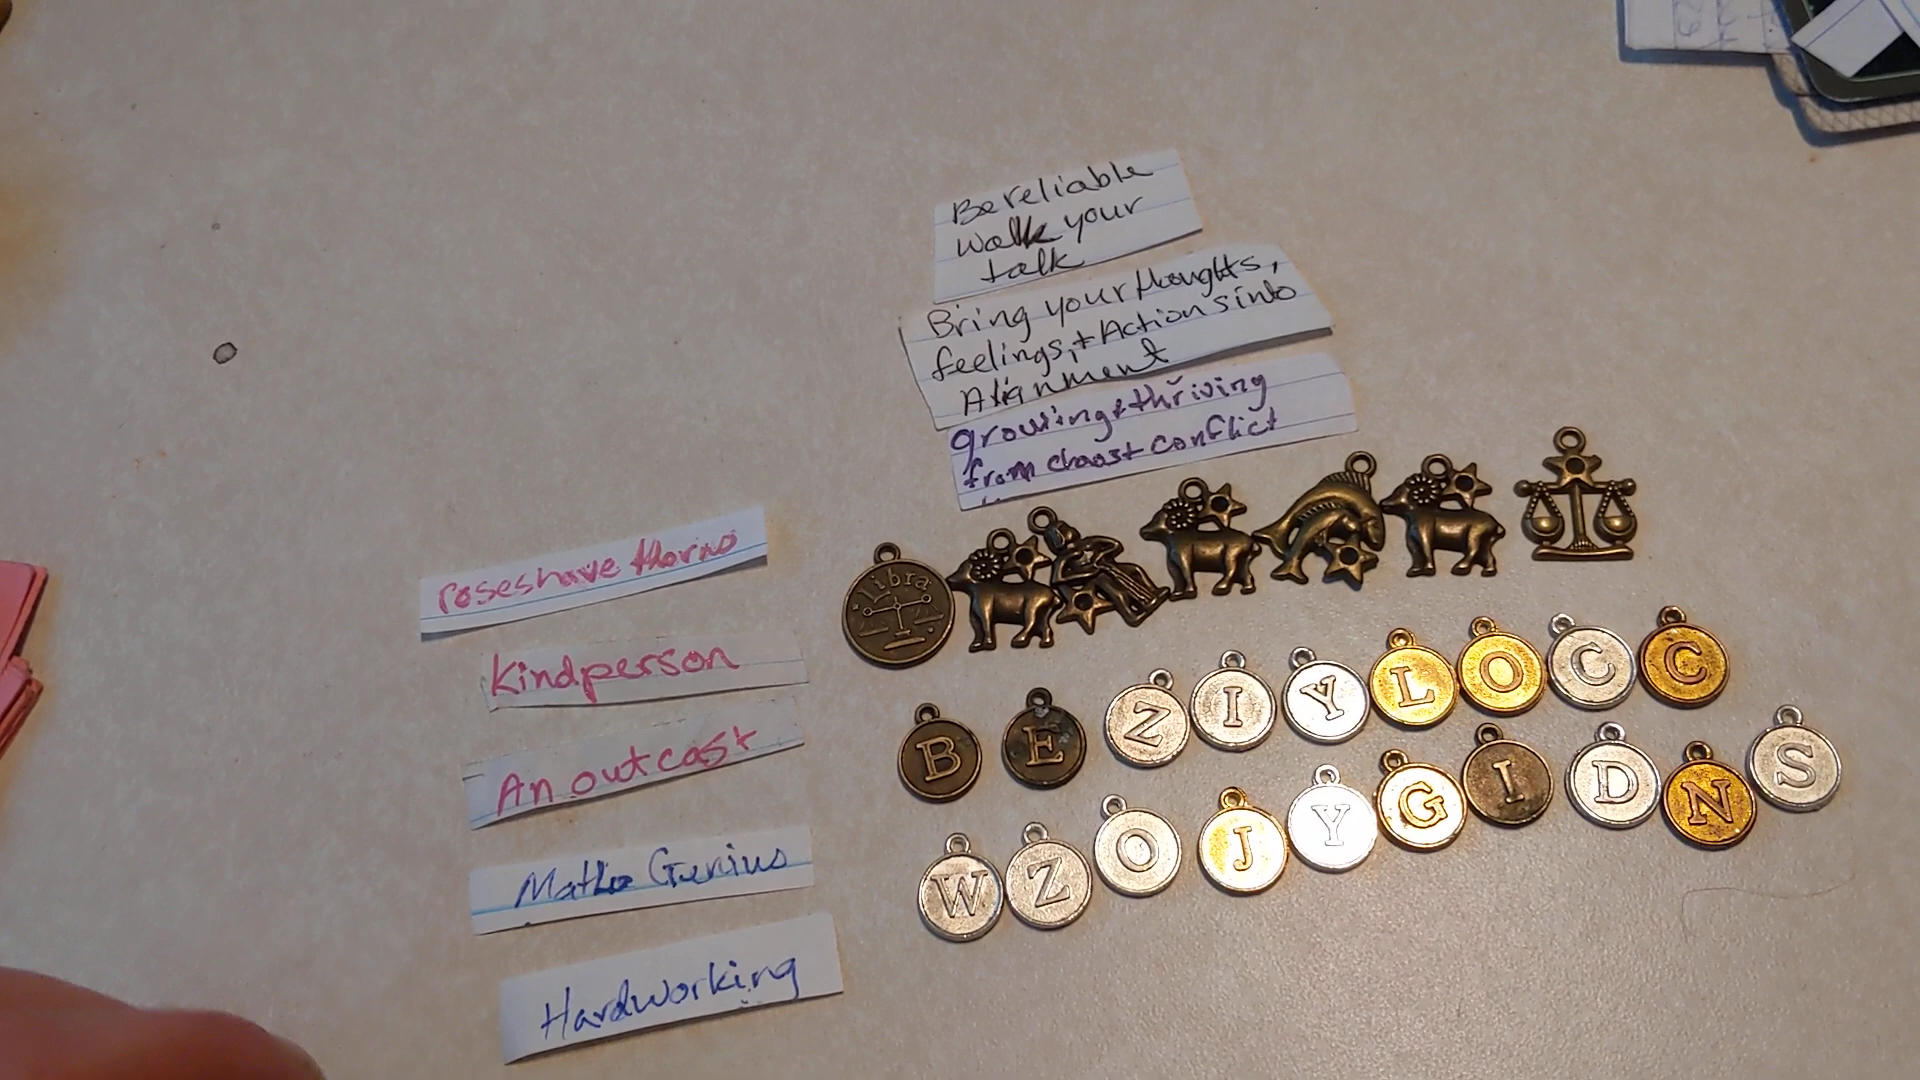 Be reliable
walk your
talk
Bring your thoughts,
feelings, + Actions into
Alignment
growing + thriving
from chaos + conflict
roses have thorns
Kind person
An outcast
Math Genius
Hardworking
Libra
B E Z I Y L O C C
W Z O J Y G I D N S